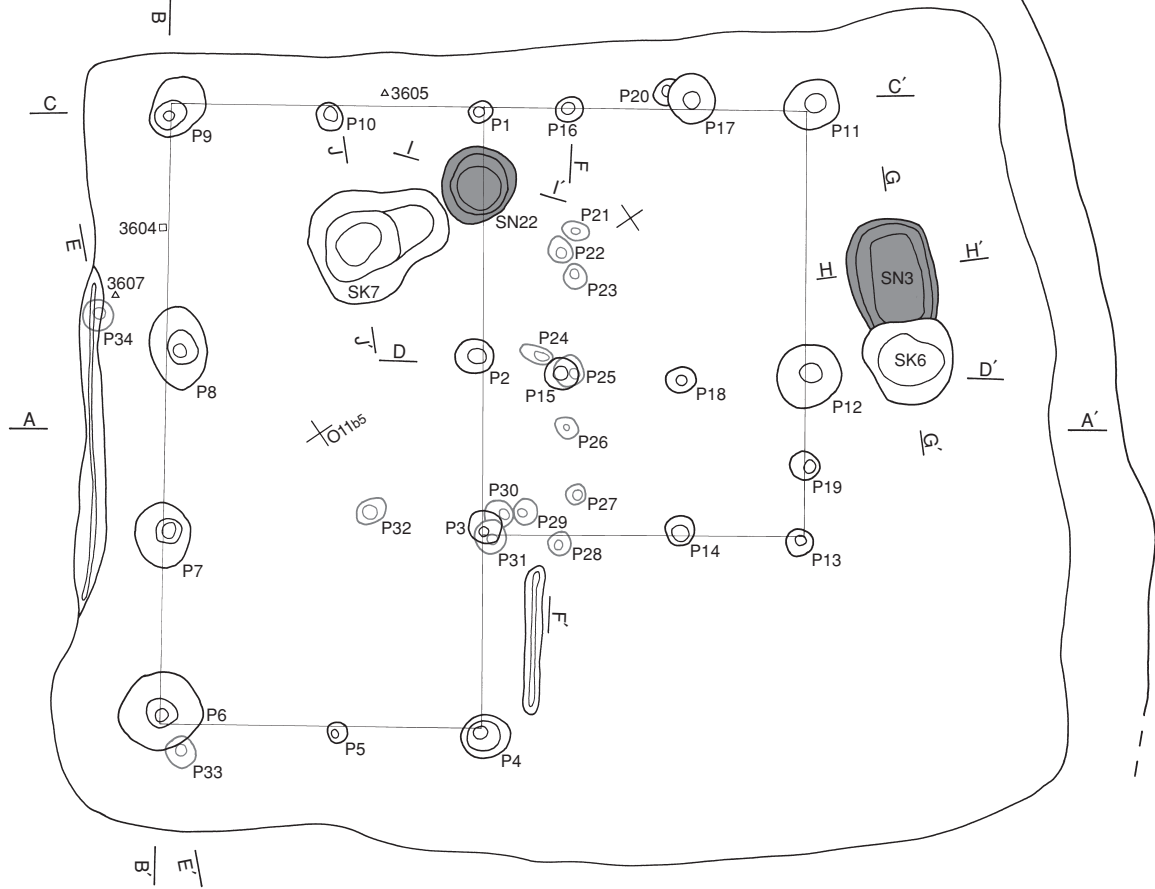 B
C
C´
P9
P10
3605
P1
P16
P20
P17
P11
J
I
F
I´
G
SN22
P21
P22
P23
3604
E
3607
P34
SK7
H
H´
SN3
SK6
J´
D
D´
P8
P2
P24
P25
P15
P18
P12
A
A´
O11b5
P26
G´
P19
P32
P30
P27
P3
P29
P31
P28
P14
P13
P7
F´
P6
P5
P4
P33
B´
E´